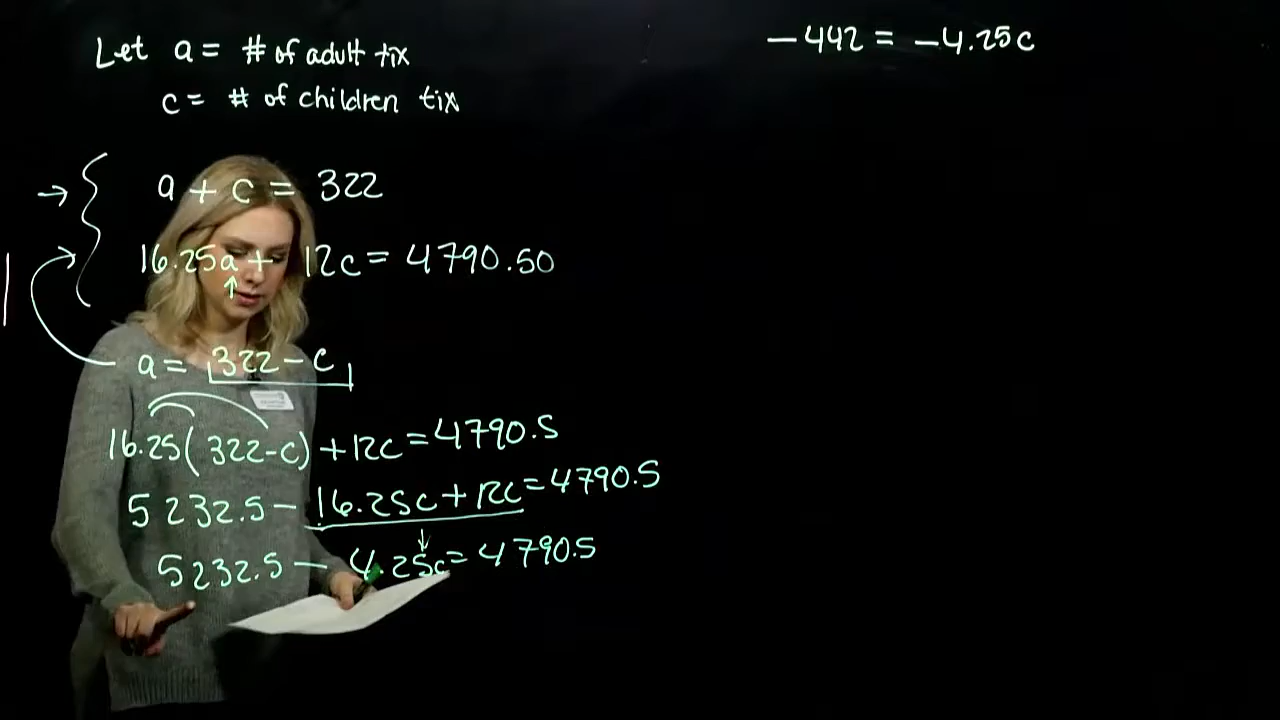 Let a = # of adult tix
c = # of children tix
a + c = 322
16.25a + 12c = 4790.50
a = 322 - c
16.25(322-c) + 12c = 4790.5
5232.5 - 16.25c + 12c = 4790.5
5232.5 - 4.25c = 4790.5
-442 = -4.25c